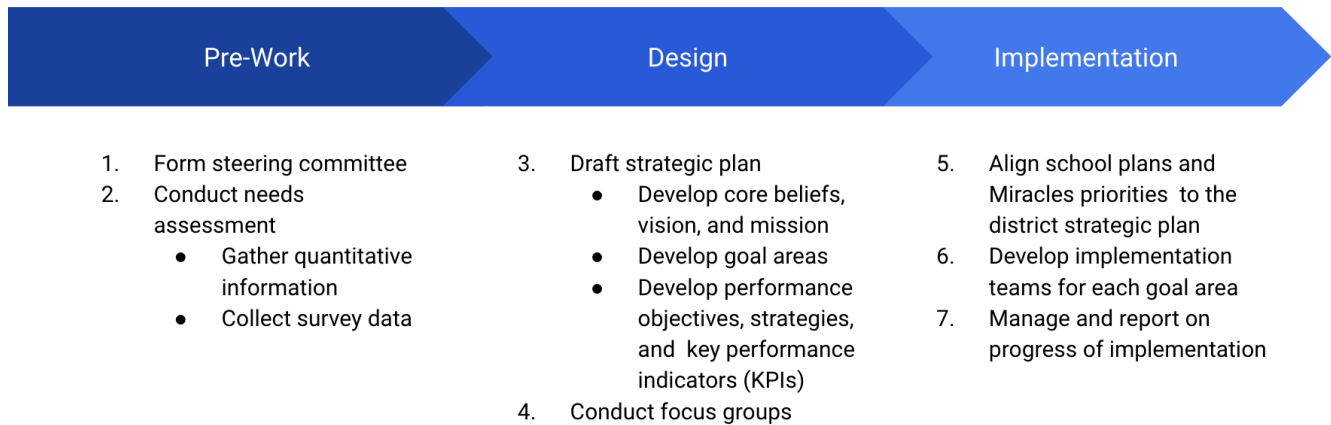 Pre-Work
Design
Implementation
1. Form steering committee
2. Conduct needs
assessment
● Gather quantitative
information
● Collect survey data
3. Draft strategic plan
● Develop core beliefs,
vision, and mission
● Develop goal areas
● Develop performance
objectives, strategies,
and key performance
indicators (KPIs)
4. Conduct focus groups
5. Align school plans and
Miracles priorities to the
district strategic plan
6. Develop implementation
teams for each goal area
7. Manage and report on
progress of implementation